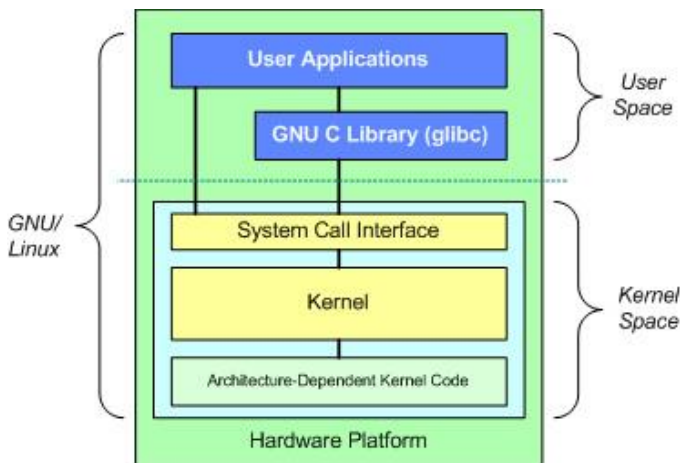 User Applications
User
Space
GNU C Library (glibc)
GNU/
Linux
System Call Interface
Kernel
Kernel
Space
Architecture-Dependent Kernel Code
Hardware Platform